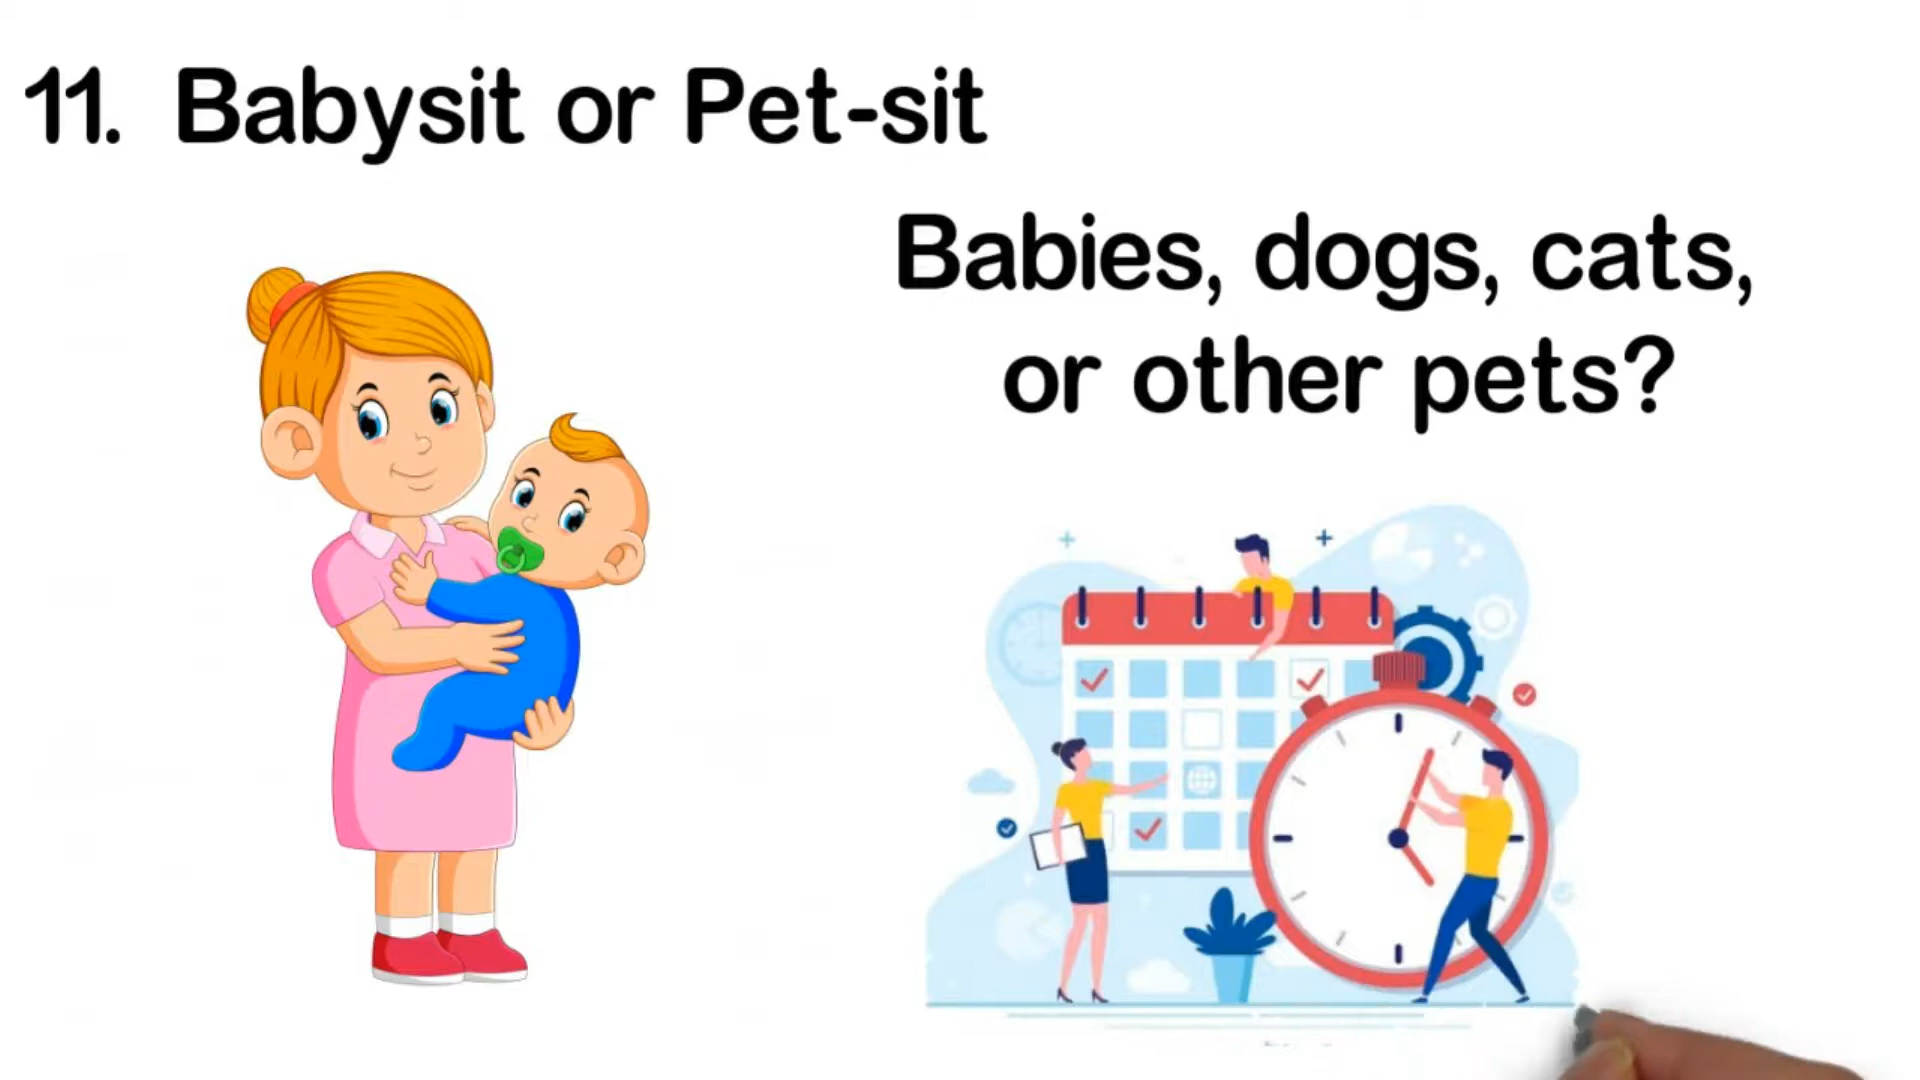 11. Babysit or Pet-sit
Babies, dogs, cats,
or other pets?